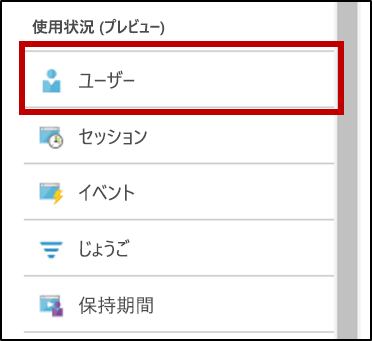 使用状況 (プレビュー)
ユーザー
セッション
イベント
じょうご
保持期間